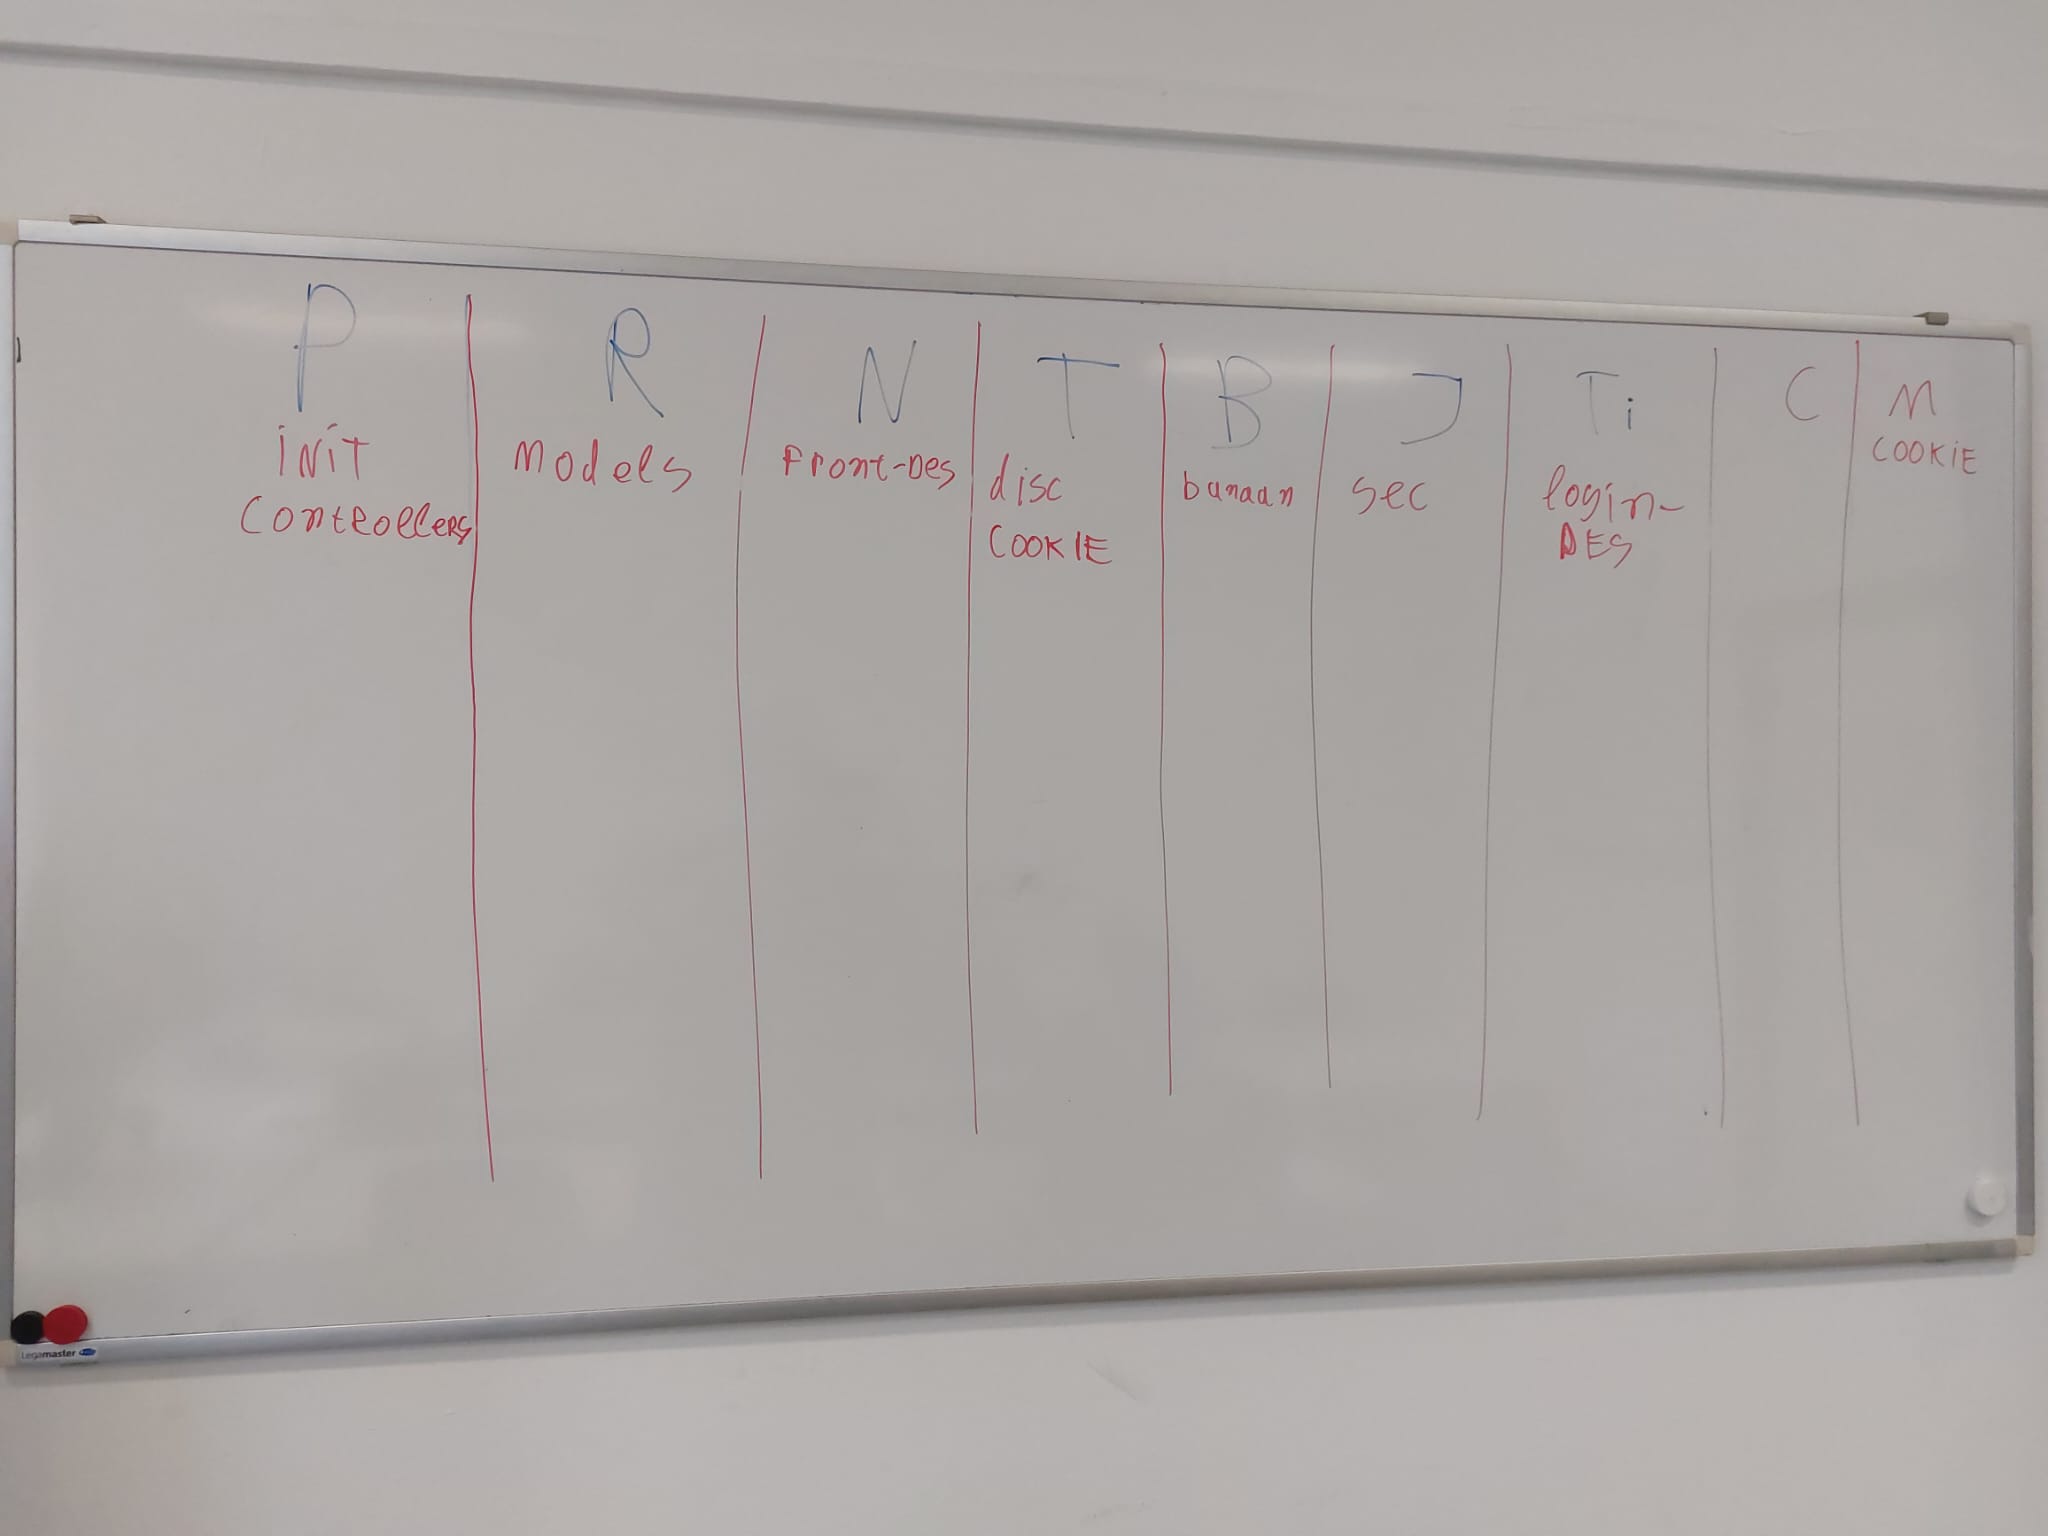 P R N T B J Ti C M
init models Front-Des disc banaan sec login- COOKIE
Controllers COOKIE DES
Legamaster